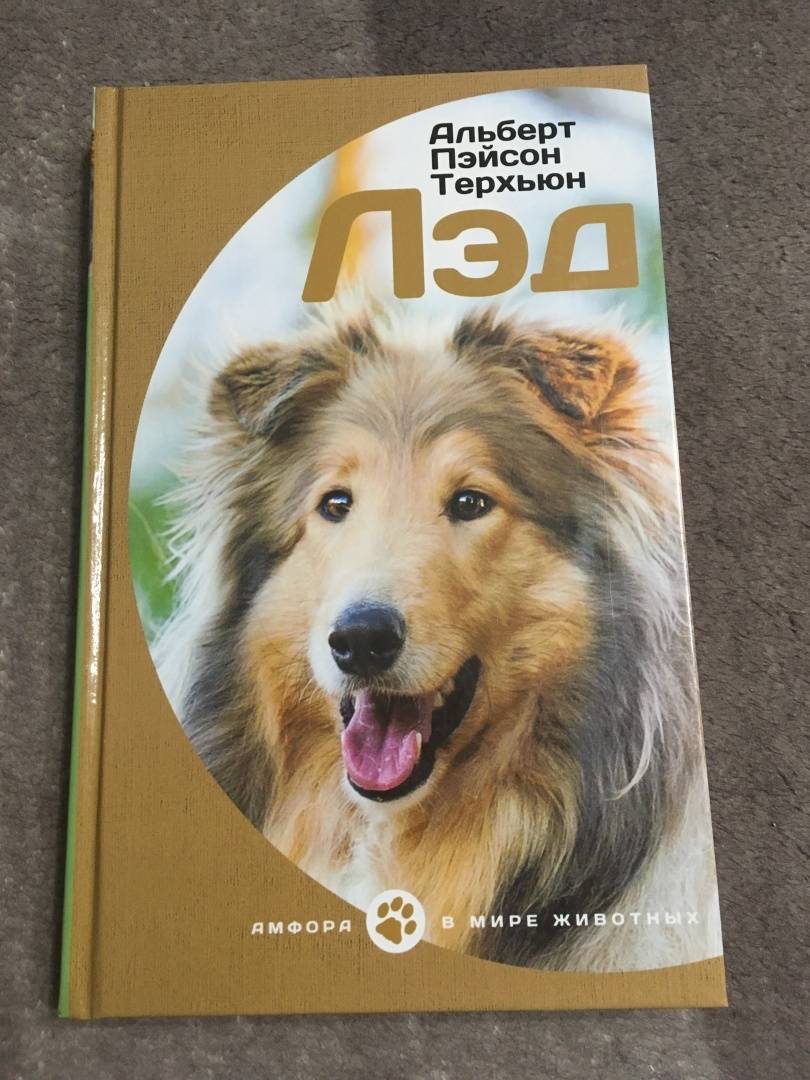 Альберт
Пэйсон
Терхьюн
Лэд
АМФОРА В МИРЕ ЖИВОТНЫХ